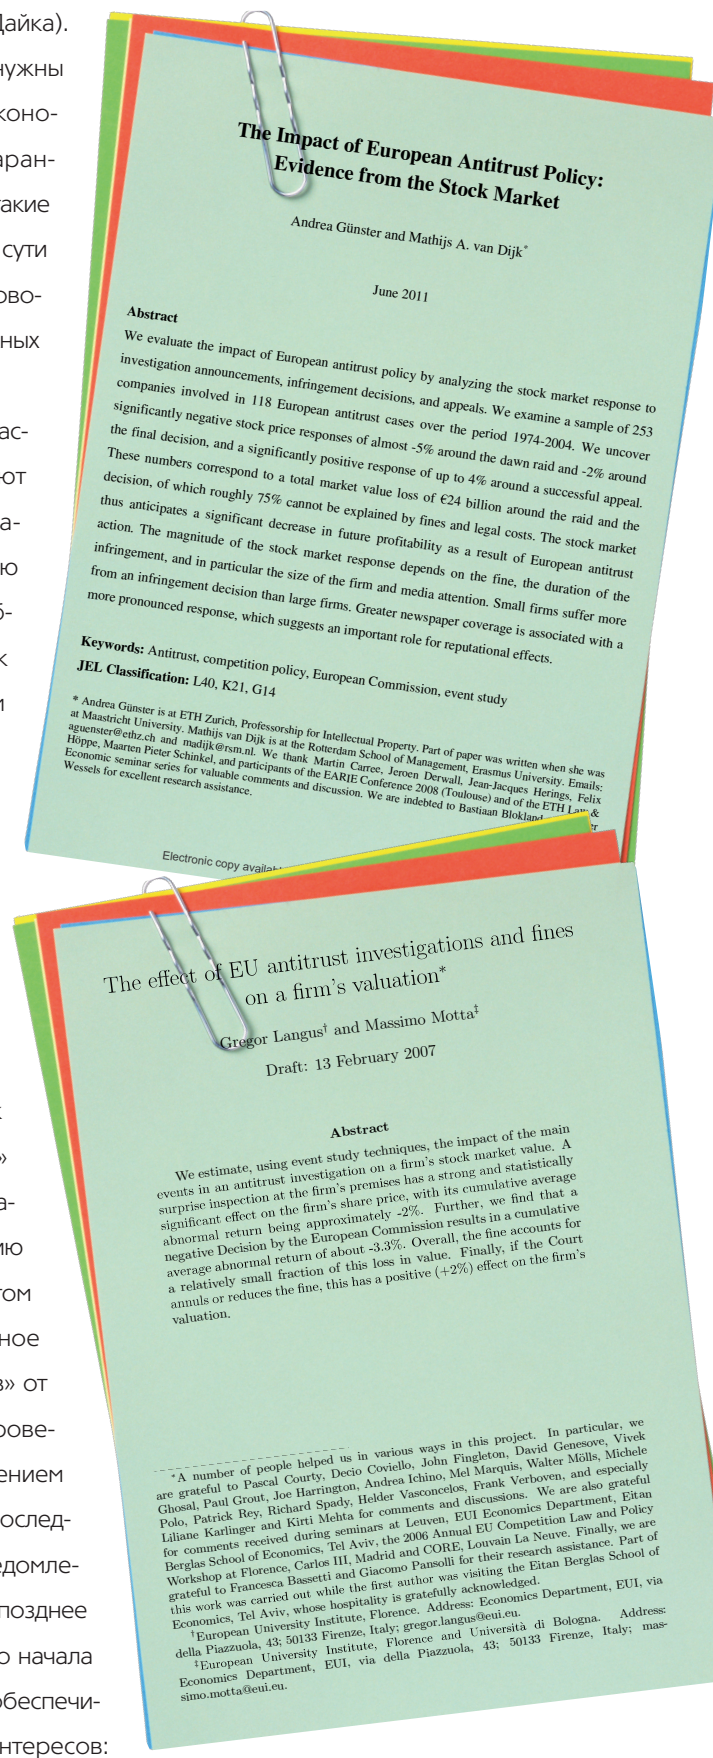 Дайка).
нужны
коно-
аран-
такие
сути
ово-
ных
ас-
ют
а-
ю
б-
к
и
к
»
а-
ию
том
ное
в» от
рове-
ением
послед-
едомле-
позднее
о начала
обеспечи-
нтересов:
The Impact of European Antitrust Policy:
Evidence from the Stock Market
Andrea Günster and Mathijs A. van Dijk*
June 2011
Abstract
We evaluate the impact of European antitrust policy by analyzing the stock market response to
investigation announcements, infringement decisions, and appeals. We examine a sample of 253
companies involved in 118 European antitrust cases over the period 1974-2004. We uncover
significantly negative stock price responses of almost -5% around the dawn raid and -2% around
the final decision, and a significantly positive response of up to 4% around a successful appeal.
These numbers correspond to a total market value loss of €24 billion around the raid and the
decision, of which roughly 75% cannot be explained by fines and legal costs. The stock market
thus anticipates a significant decrease in future profitability as a result of European antitrust
action. The magnitude of the stock market response depends on the fine, the duration of the
infringement, and in particular the size of the firm and media attention. Small firms suffer more
from an infringement decision than large firms. Greater newspaper coverage is associated with a
more pronounced response, which suggests an important role for reputational effects.
Keywords: Antitrust, competition policy, European Commission, event study
JEL Classification: L40, K21, G14
* Andrea Günster is at ETH Zurich, Professorship for Intellectual Property. Part of paper was written when she was
at Maastricht University. Mathijs van Dijk is at the Rotterdam School of Management, Erasmus University. Emails:
aguenster@ethz.ch and madijk@rsm.nl. We thank Martin Carree, Jeroen Derwall, Jean-Jacques Herings, Felix
Höppe, Maarten Pieter Schinkel, and participants of the EARIE Conference 2008 (Toulouse) and of the ETH Law &
Economic seminar series for valuable comments and discussion. We are indebted to Bastiaan Blokland
Wessels for excellent research assistance.
Electronic copy
The effect of EU antitrust investigations and fines
on a firm's valuation*
Gregor Langus† and Massimo Motta‡
Draft: 13 February 2007
Abstract
We estimate, using event study techniques, the impact of the main
events in an antitrust investigation on a firm's stock market value. A
surprise inspection at the firm's premises has a strong and statistically
significant effect on the firm's share price, with its cumulative average
abnormal return being approximately -2%. Further, we find that a
negative Decision by the European Commission results in a cumulative
average abnormal return of about -3.3%. Overall, the fine accounts for
a relatively small fraction of this loss in value. Finally, if the Court
annuls or reduces the fine, this has a positive (+2%) effect on the firm's
valuation.
*A number of people helped us in various ways in this project. In particular, we
are grateful to Pascal Courty, Decio Coviello, John Fingleton, David Genesove, Vivek
Ghosal, Paul Grout, Joe Harrington, Andrea Ichino, Mel Marquis, Walter Mölls, Michele
Polo, Patrick Rey, Richard Spady, Helder Vasconcelos, Frank Verboven, and especially
Liliane Karlinger and Kirti Mehta for comments and discussions. We are also grateful
for comments received during seminars at Leuven, EUI Economics Department, Eitan
Berglas School of Economics, Tel Aviv, the 2006 Annual EU Competition Law and Policy
Workshop at Florence, Carlos III, Madrid and CORE, Louvain La Neuve. Finally, we are
grateful to Francesca Bassetti and Giacomo Pansolli for their research assistance. Part of
this work was carried out while the first author was visiting the Eitan Berglas School of
Economics, Tel Aviv, whose hospitality is gratefully acknowledged.
†European University Institute, Florence. Address: Economics Department, EUI, via
della Piazzuola, 43; 50133 Firenze, Italy; gregor.langus@eui.eu.
‡European University Institute, Florence and Università di Bologna. Address:
Economics Department, EUI, via della Piazzuola, 43; 50133 Firenze, Italy; mas-
simo.motta@eui.eu.